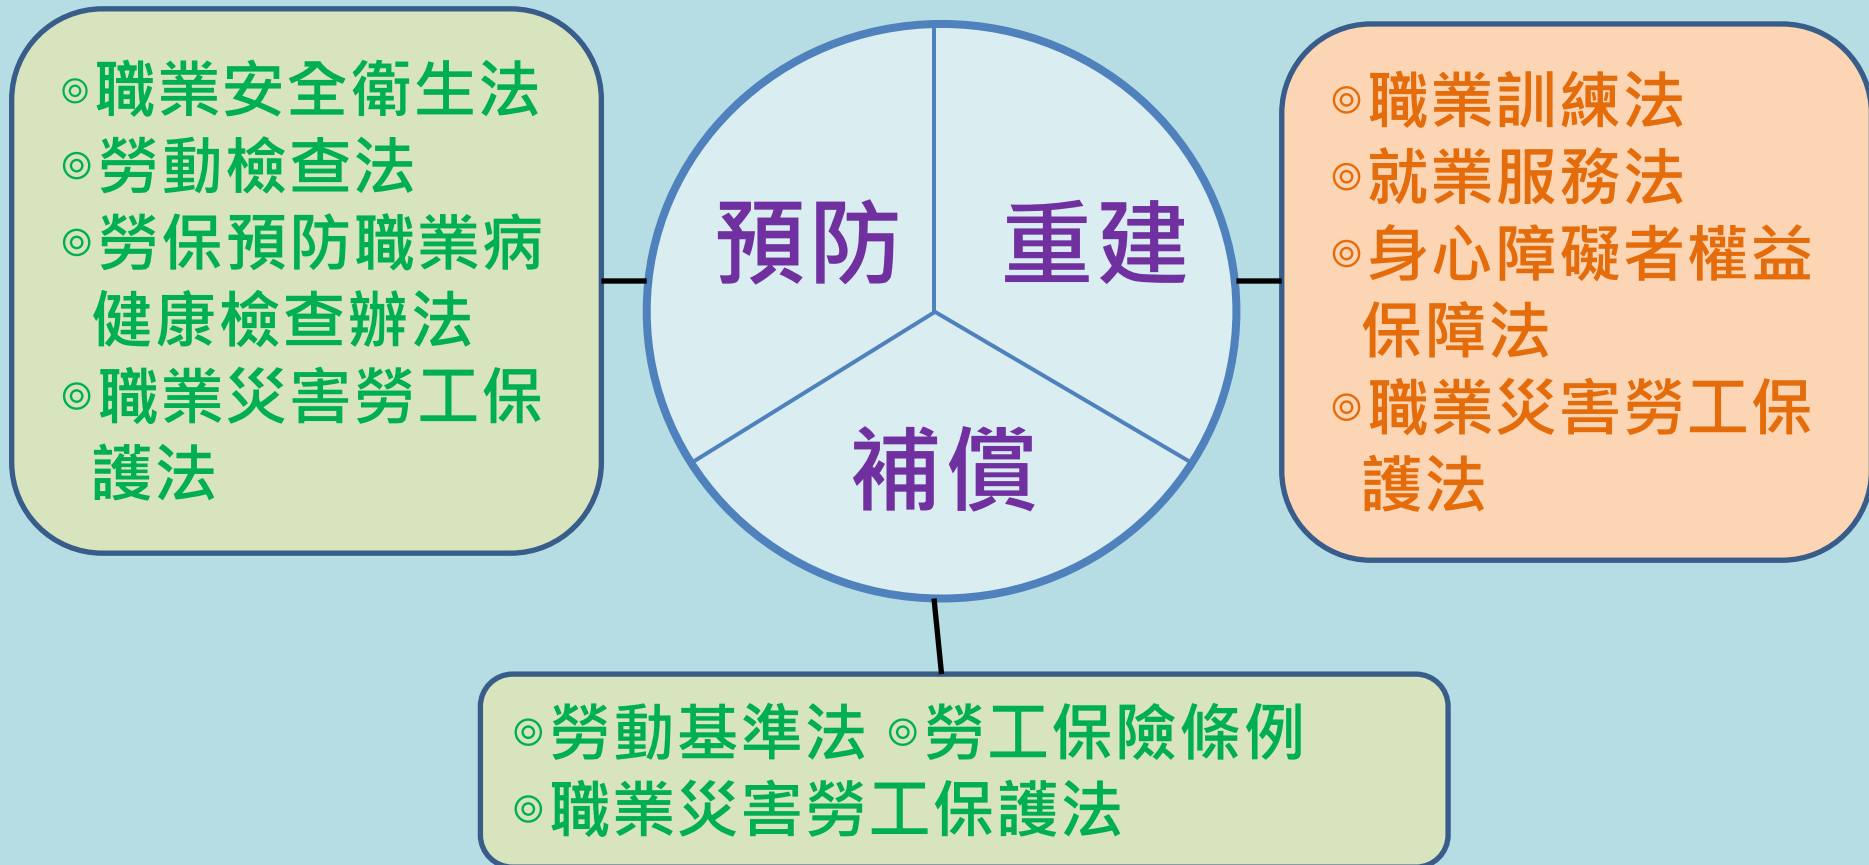 ◎職業安全衛生法
◎勞動檢查法
◎勞保預防職業病
健康檢查辦法
◎職業災害勞工保
護法
預防
重建
補償
◎職業訓練法
◎就業服務法
◎身心障礙者權益
保障法
◎職業災害勞工保
護法
◎勞動基準法 ◎勞工保險條例
◎職業災害勞工保護法